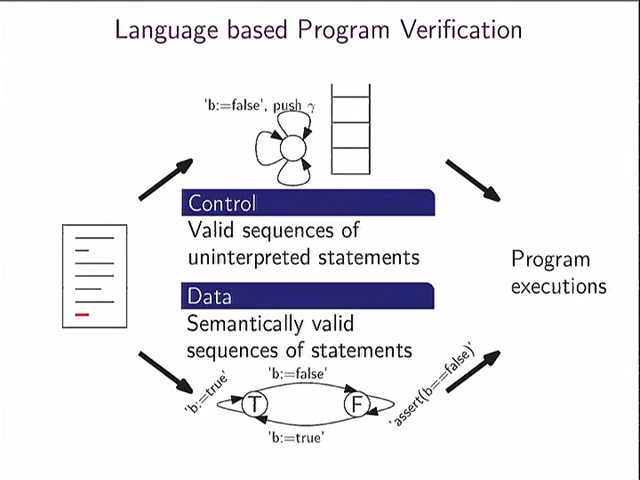 Language based Program Verification
'b:=false', push γ
Control
Valid sequences of
uninterpreted statements
Program
executions
Data
Semantically valid
sequences of statements
'b:=true'
'b:=false'
'assert(b==false)'
T
F
'b:=true'